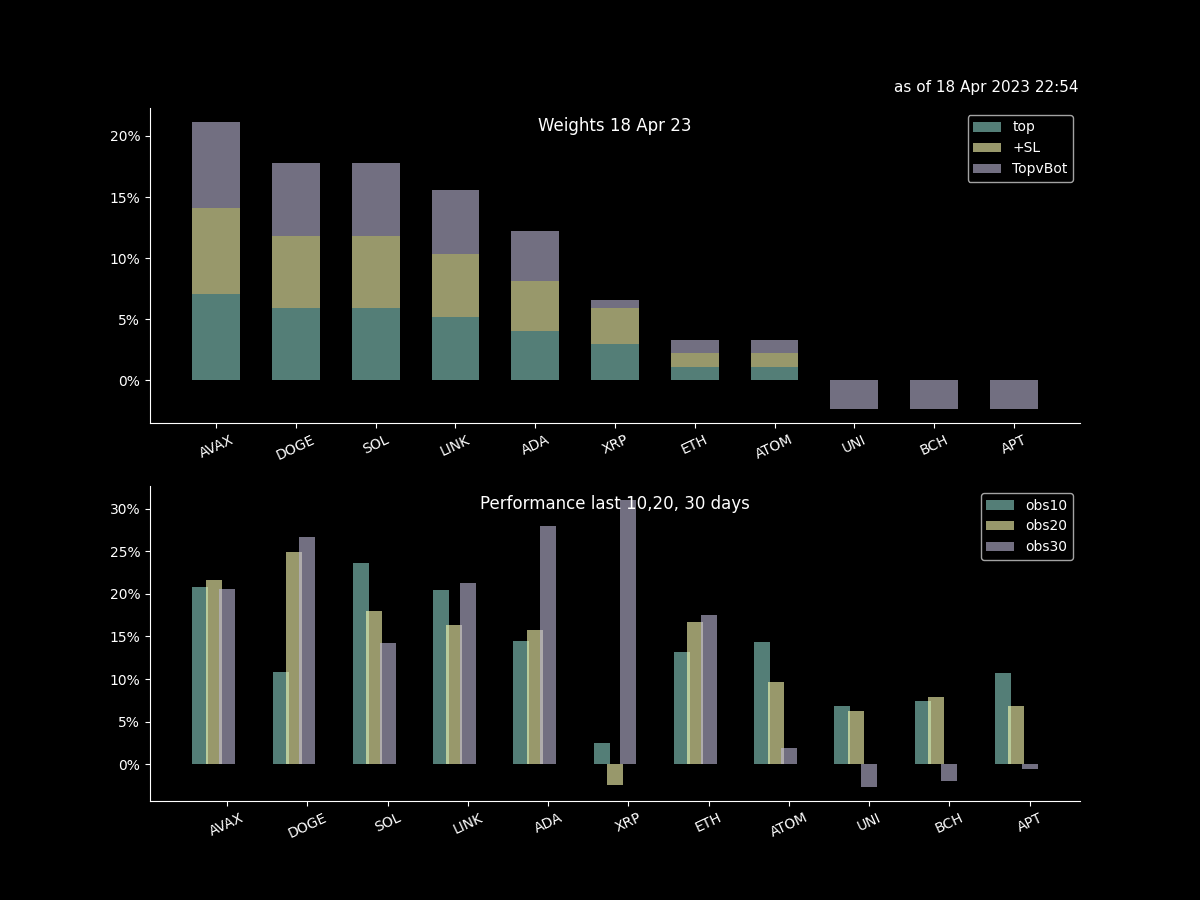 as of 18 Apr 2023 22:54
Weights 18 Apr 23
top
+SL
TopvBot
20%
15%
10%
5%
0%
AVAX DOGE SOL LINK ADA XRP ETH ATOM UNI BCH APT
Performance last 10,20, 30 days
obs10
obs20
obs30
30%
25%
20%
15%
10%
5%
0%
AVAX DOGE SOL LINK ADA XRP ETH ATOM UNI BCH APT